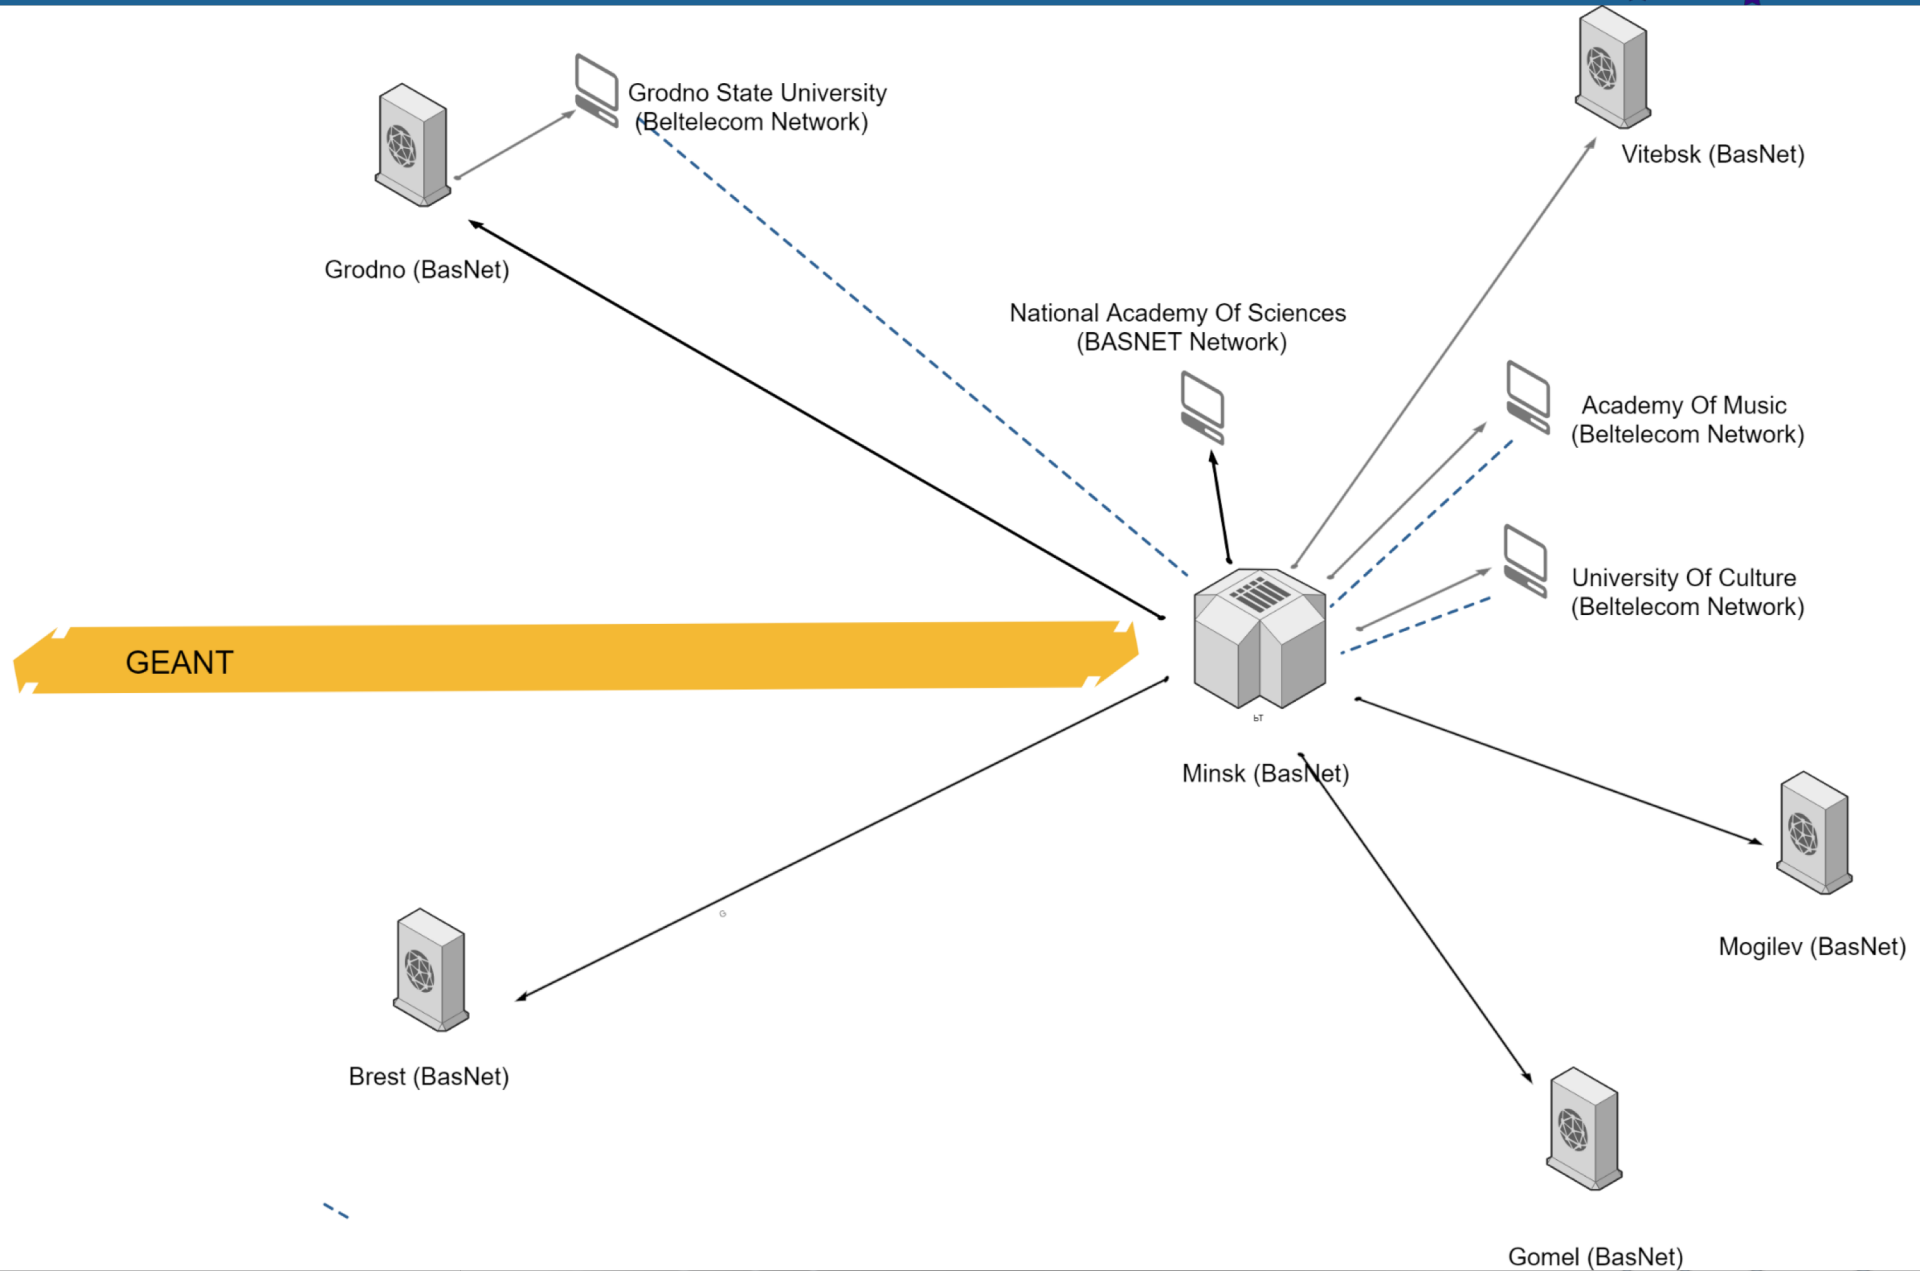 Grodno State University
(Beltelecom Network)
Vitebsk (BasNet)
Grodno (BasNet)
National Academy Of Sciences
(BASNET Network)
Academy Of Music
(Beltelecom Network)
University Of Culture
(Beltelecom Network)
GEANT
Minsk (BasNet)
G
Mogilev (BasNet)
Brest (BasNet)
Gomel (BasNet)